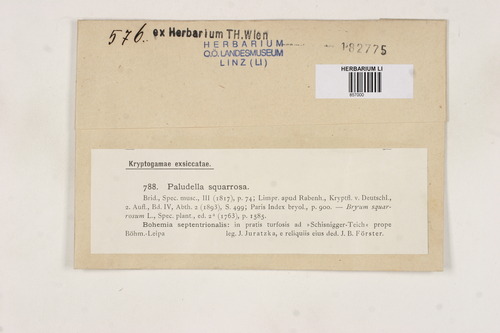 576. ex Herbarium TH.Wien
HERBARIUM
O.Ö. LANDESMUSEUM
LINZ (LI)
182775
HERBARIUM LI
Kryptogamae exsiccatae.
788. Paludella squarrosa.
Brid., Spec. musc., III (1817), p. 74; Limpr. apud Rabenh., Kryptfl. v. Deutschl.,
2. Aufl., Bd. IV, Abth. 2 (1895), S. 499; Paris Index bryol., p. 900. — Bryum squar-
rosum L., Spec. plant., ed. 2ᵃ (1763), p. 1585.
Bohemia septentrionalis: in pratis turfosis ad »Schiesnigger-Teich« prope
Böhm.-Leipa leg. J. Juratzka, e reliquiis eius ded. J. B. Förster.